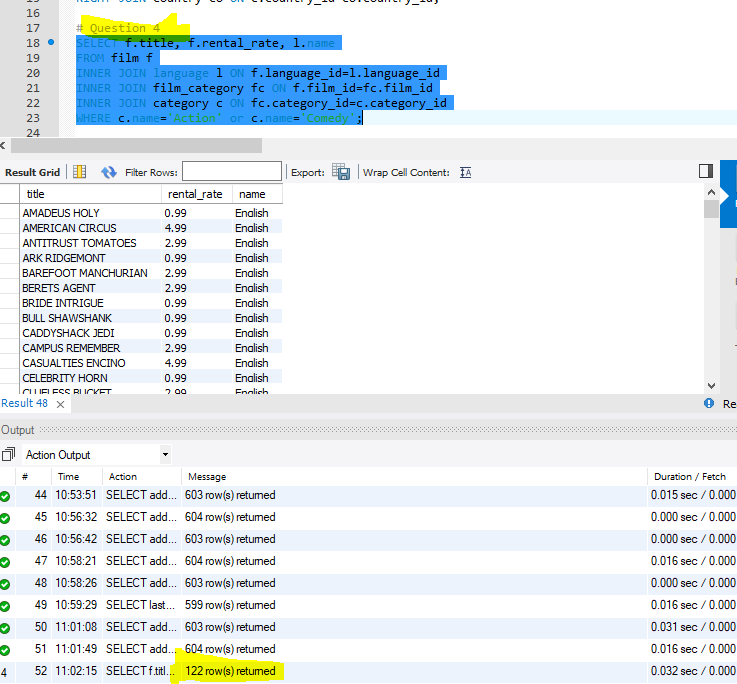 15 RIGHT JOIN country co ON c.country_id=co.country_id;
16
17 # Question 4
18 SELECT f.title, f.rental_rate, l.name
19 FROM film f
20 INNER JOIN language l ON f.language_id=l.language_id
21 INNER JOIN film_category fc ON f.film_id=fc.film_id
22 INNER JOIN category c ON fc.category_id=c.category_id
23 WHERE c.name='Action' or c.name='Comedy';
24
Result Grid Filter Rows: Export: Wrap Cell Content: IA
title rental_rate name
AMADEUS HOLY 0.99 English
AMERICAN CIRCUS 4.99 English
ANTITRUST TOMATOES 2.99 English
ARK RIDGEMONT 0.99 English
BAREFOOT MANCHURIAN 2.99 English
BERETS AGENT 2.99 English
BRIDE INTRIGUE 0.99 English
BULL SHAWSHANK 0.99 English
CADDYSHACK JEDI 0.99 English
CAMPUS REMEMBER 2.99 English
CASUALTIES ENCINO 4.99 English
CELEBRITY HORN 0.99 English
CLUELESS BUCKET 2.99 English
Result 48 Re
Output
Action Output
# Time Action Message Duration / Fetch
44 10:53:51 SELECT add... 603 row(s) returned 0.015 sec / 0.000
45 10:56:32 SELECT add... 604 row(s) returned 0.000 sec / 0.000
46 10:56:42 SELECT add... 603 row(s) returned 0.000 sec / 0.000
47 10:58:21 SELECT add... 604 row(s) returned 0.016 sec / 0.000
48 10:58:26 SELECT add... 603 row(s) returned 0.000 sec / 0.000
49 10:59:29 SELECT last... 599 row(s) returned 0.016 sec / 0.000
50 11:01:08 SELECT add... 603 row(s) returned 0.031 sec / 0.000
51 11:01:49 SELECT add... 604 row(s) returned 0.016 sec / 0.000
4 52 11:02:15 SELECT f.titl... 122 row(s) returned 0.032 sec / 0.000